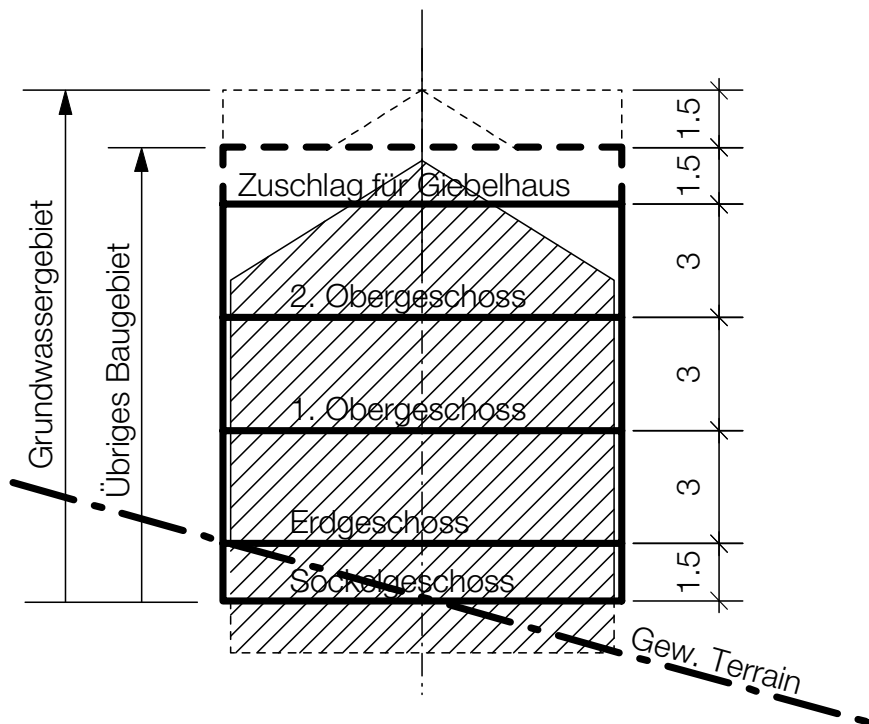 Grundwassergebiet
Übriges Baugebiet
Zuschlag für Giebelhaus
2. Obergeschoss
1. Obergeschoss
Erdgeschoss
Sockelgeschoss
1.5
1.5
3
3
3
1.5
Gew. Terrain